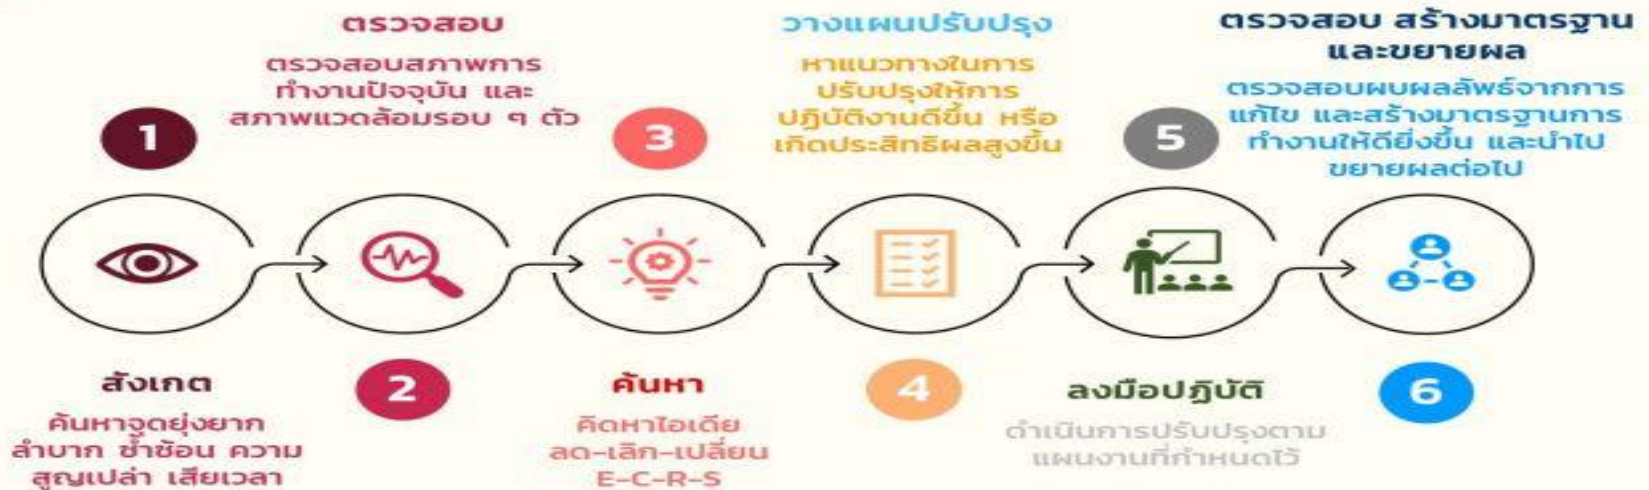 1
สังเกต
ค้นหาจุดยุ่งยาก
ลำบาก ซ้ำซ้อน ความ
สูญเปล่า เสียเวลา
ตรวจสอบ
ตรวจสอบสภาพการ
ทำงานปัจจุบัน และ
สภาพแวดล้อมรอบ ๆ ตัว
2
3
ค้นหา
คิดหาไอเดีย
ลด-เลิก-เปลี่ยน
E-C-R-S
วางแผนปรับปรุง
หาแนวทางในการ
ปรับปรุงให้การ
ปฏิบัติงานดีขึ้น หรือ
เกิดประสิทธิผลสูงขึ้น
4
5
ลงมือปฏิบัติ
ดำเนินการปรับปรุงตาม
แผนงานที่กำหนดไว้
ตรวจสอบ สร้างมาตรฐาน
และขยายผล
ตรวจสอบผบผลลัพธ์จากการ
แก้ไข และสร้างมาตรฐานการ
ทำงานให้ดียิ่งขึ้น และนำไป
ขยายผลต่อไป
6